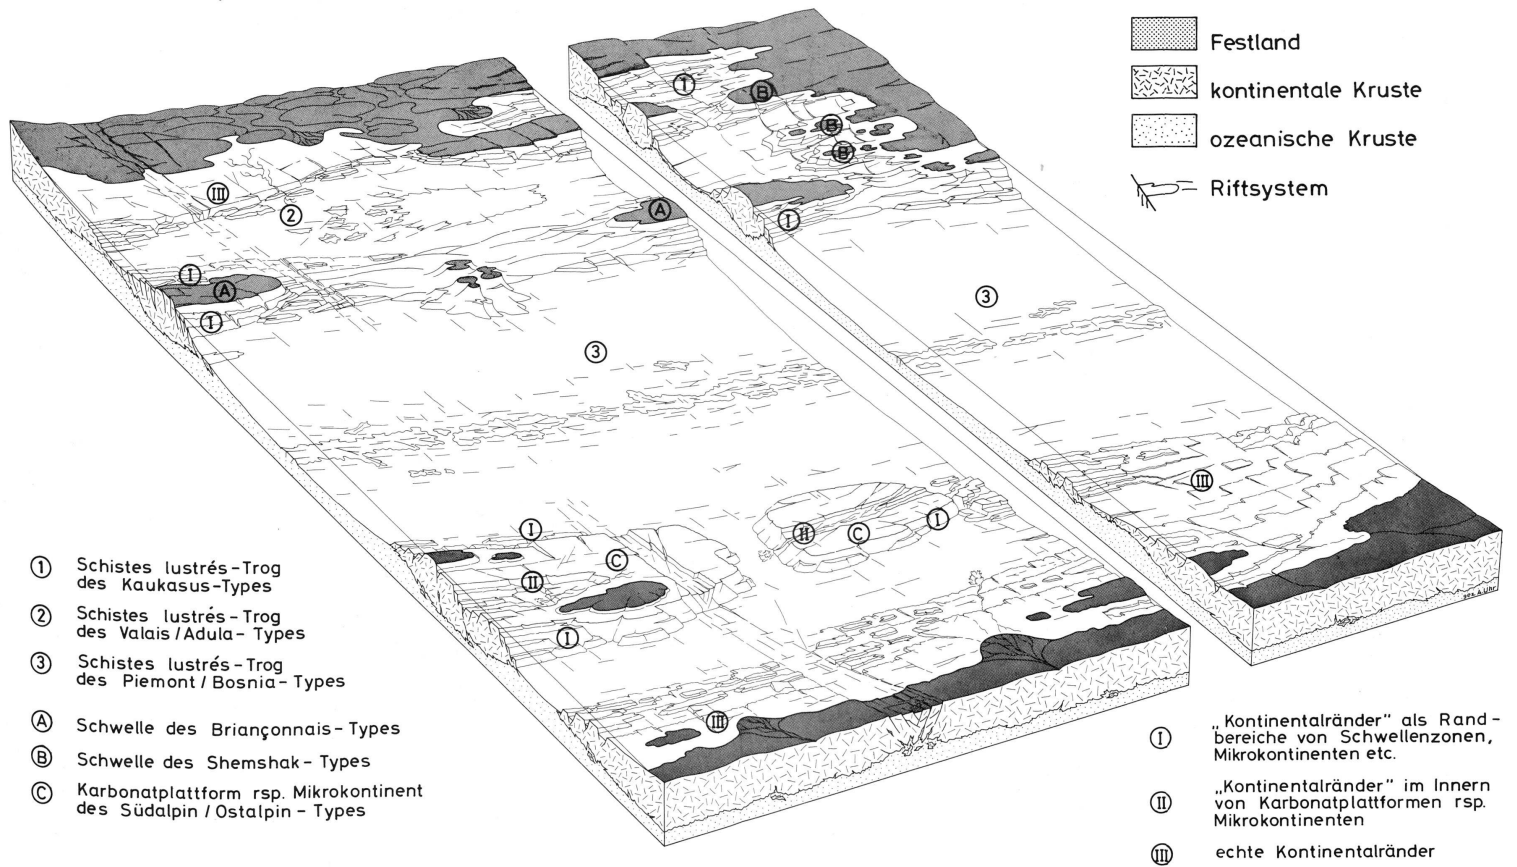 Festland
kontinentale Kruste
ozeanische Kruste
Riftsystem
1
B
B
B
III
2
A
I
I
A
I
3
3
III
I
I
II
C
C
II
I
III
gez. A. Uhr
1 Schistes lustrés-Trog
des Kaukasus-Types
2 Schistes lustrés-Trog
des Valais/Adula-Types
3 Schistes lustrés-Trog
des Piemont/Bosnia-Types
A Schwelle des Briançonnais-Types
B Schwelle des Shemshak-Types
C Karbonatplattform rsp. Mikrokontinent
des Südalpin/Ostalpin-Types
I „Kontinentalränder" als Rand-
bereiche von Schwellenzonen,
Mikrokontinenten etc.
II „Kontinentalränder" im Innern
von Karbonatplattformen rsp.
Mikrokontinenten
III echte Kontinentalränder